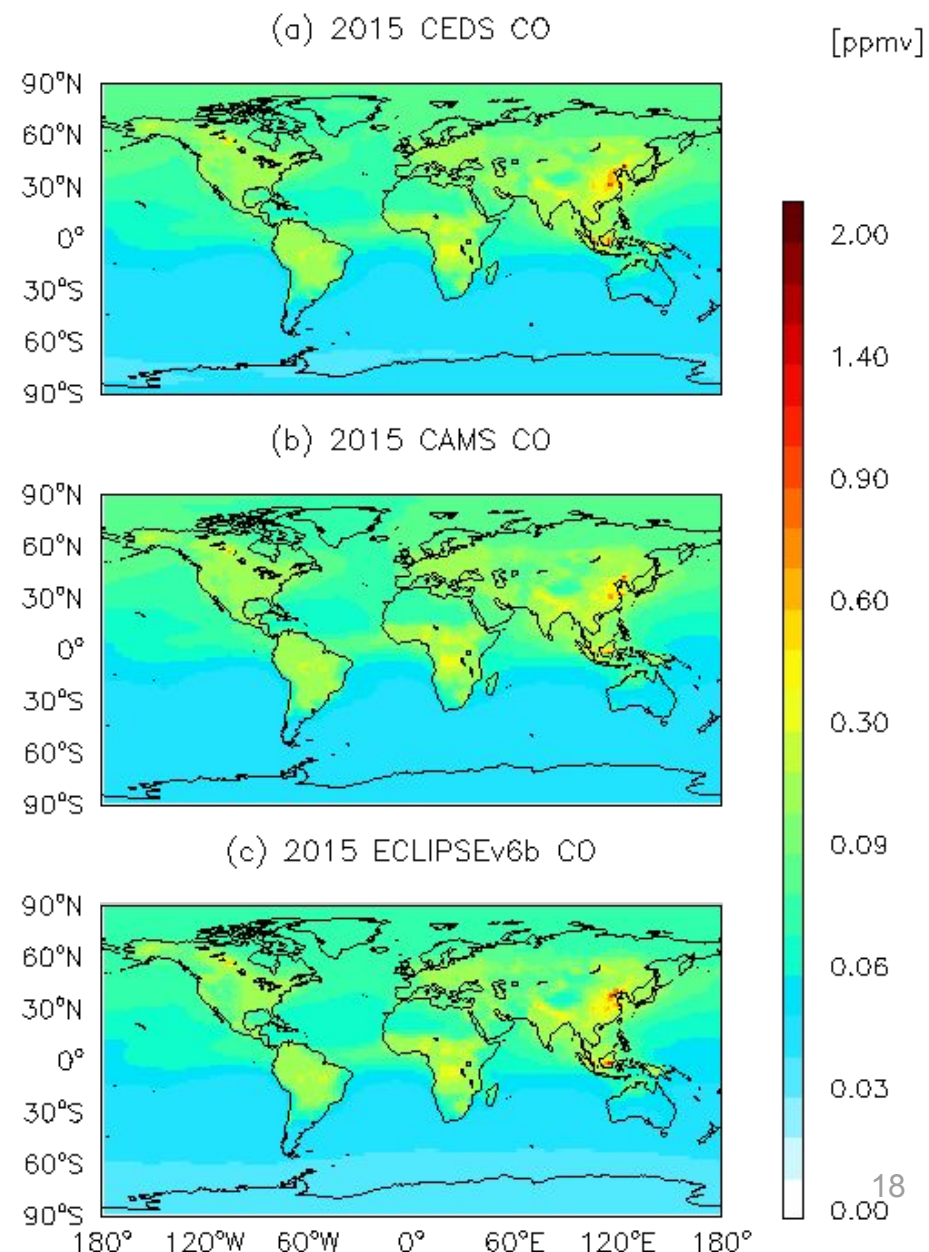 (a) 2015 CEDS CO
[ppmv]
90°N
60°N
30°N
0°
30°S
60°S
90°S
(b) 2015 CAMS CO
90°N
60°N
30°N
0°
30°S
60°S
90°S
(c) 2015 ECLIPSEv6b CO
90°N
60°N
30°N
0°
30°S
60°S
90°S
180° 120°W 60°W 0° 60°E 120°E 180°
2.00
1.40
0.90
0.60
0.30
0.09
0.06
0.03
0.00
18